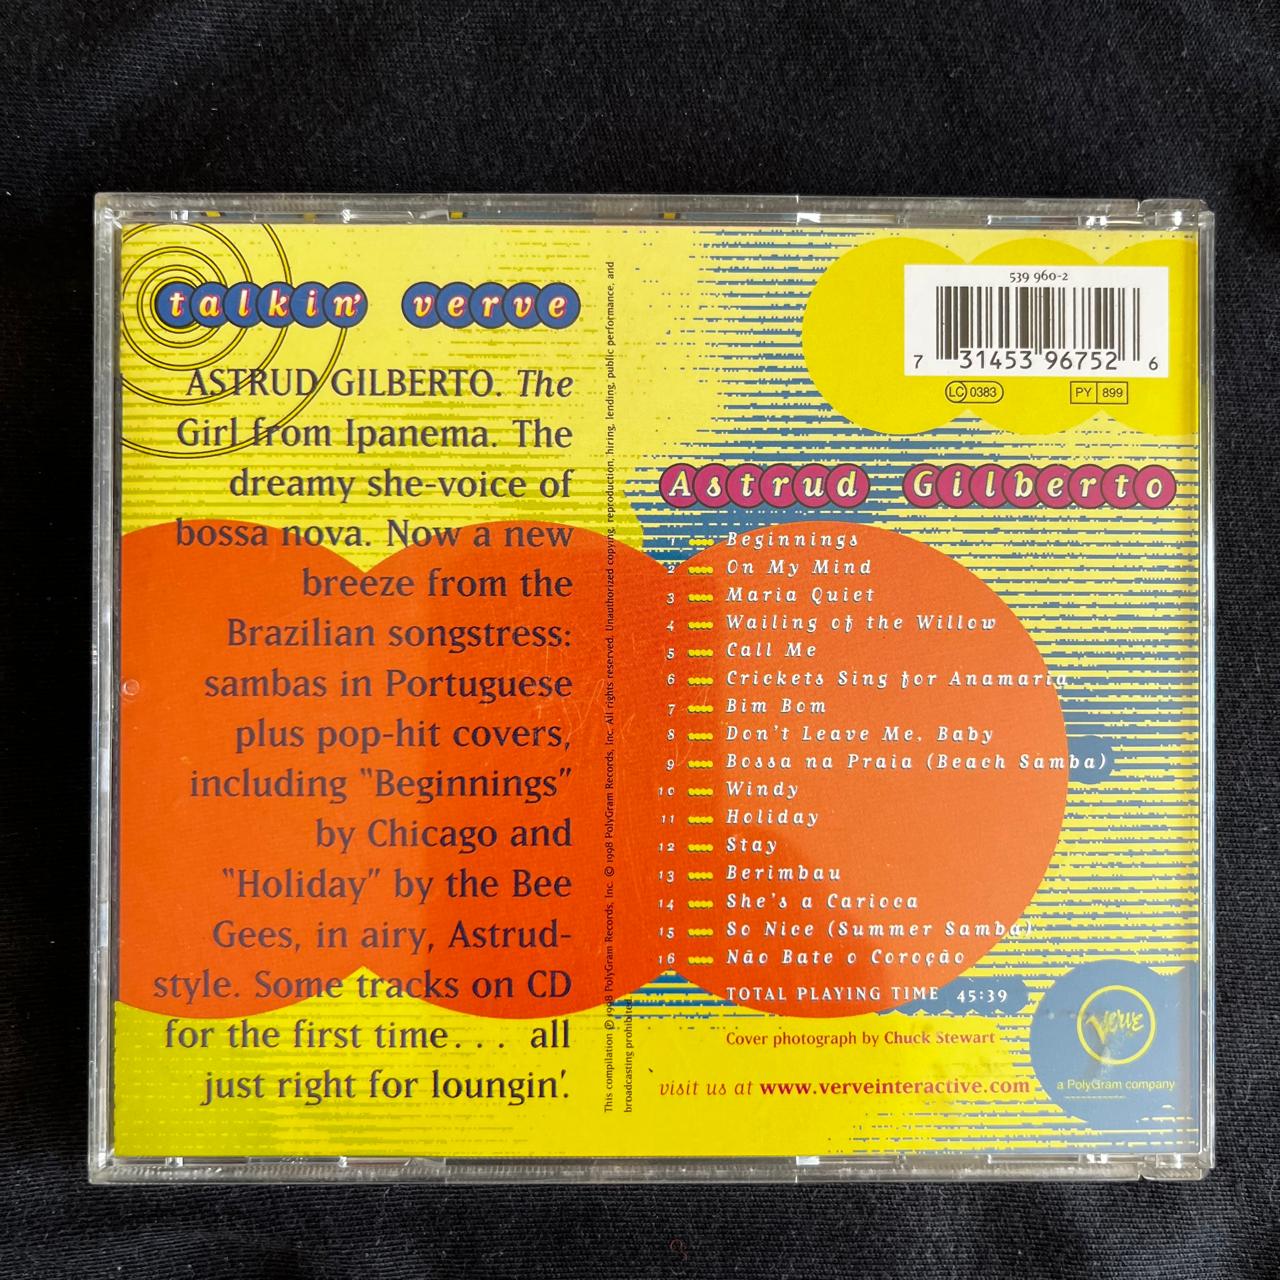 talkin' verve
ASTRUD GILBERTO. The
Girl from Ipanema. The
dreamy she-voice of
bossa nova. Now a new
breeze from the
Brazilian songstress:
sambas in Portuguese
plus pop-hit covers,
including "Beginnings"
by Chicago and
"Holiday" by the Bee
Gees, in airy, Astrud-
style. Some tracks on CD
for the first time... all
just right for loungin'.
This compilation ℗ 1998 PolyGram Records, Inc. © 1998 PolyGram Records, Inc. All rights reserved. Unauthorized copying, reproduction, hiring, lending, public performance, and
broadcasting prohibited.
539 960-2
7 31453 96752 6
LC 0383
PY 899
Astrud Gilberto
1 Beginnings
2 On My Mind
3 Maria Quiet
4 Wailing of the Willow
5 Call Me
6 Crickets Sing for Anamaria
7 Bim Bom
8 Don't Leave Me, Baby
9 Bossa na Praia (Beach Samba)
10 Windy
11 Holiday
12 Stay
13 Berimbau
14 She's a Carioca
15 So Nice (Summer Samba)
16 Não Bate o Coroção
TOTAL PLAYING TIME 45:39
Cover photograph by Chuck Stewart
visit us at www.verveinteractive.com
Verve
a PolyGram company